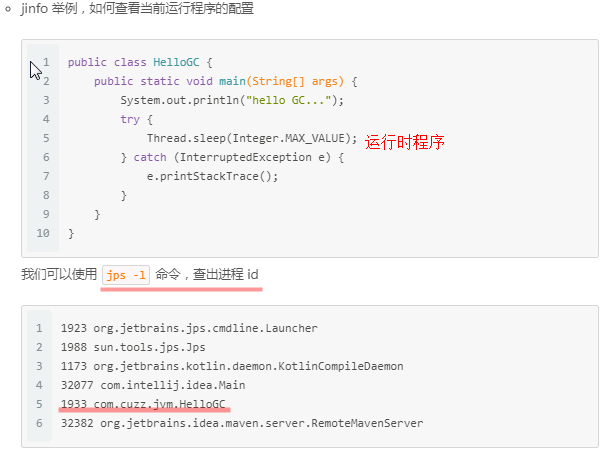 jinfo 举例，如何查看当前运行程序的配置
1 public class HelloGC {
2 public static void main(String[] args) {
3 System.out.println("hello GC...");
4 try {
5 Thread.sleep(Integer.MAX_VALUE); 运行时程序
6 } catch (InterruptedException e) {
7 e.printStackTrace();
8 }
9 }
10 }
我们可以使用 jps -l 命令，查出进程 id
1 1923 org.jetbrains.jps.cmdline.Launcher
2 1988 sun.tools.jps.Jps
3 1173 org.jetbrains.kotlin.daemon.KotlinCompileDaemon
4 32077 com.intellij.idea.Main
5 1933 com.cuzz.jvm.HelloGC
6 32382 org.jetbrains.idea.maven.server.RemoteMavenServer